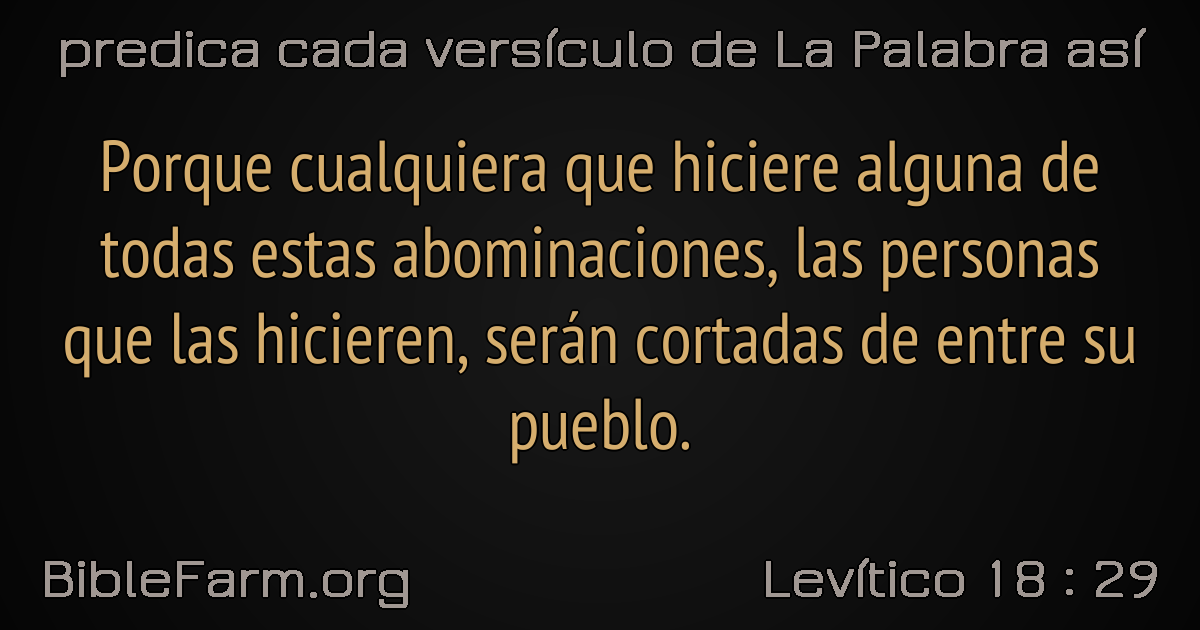 predica cada versículo de La Palabra así
Porque cualquiera que hiciere alguna de
todas estas abominaciones, las personas
que las hicieren, serán cortadas de entre su
pueblo.
BibleFarm.org
Levítico 18 : 29